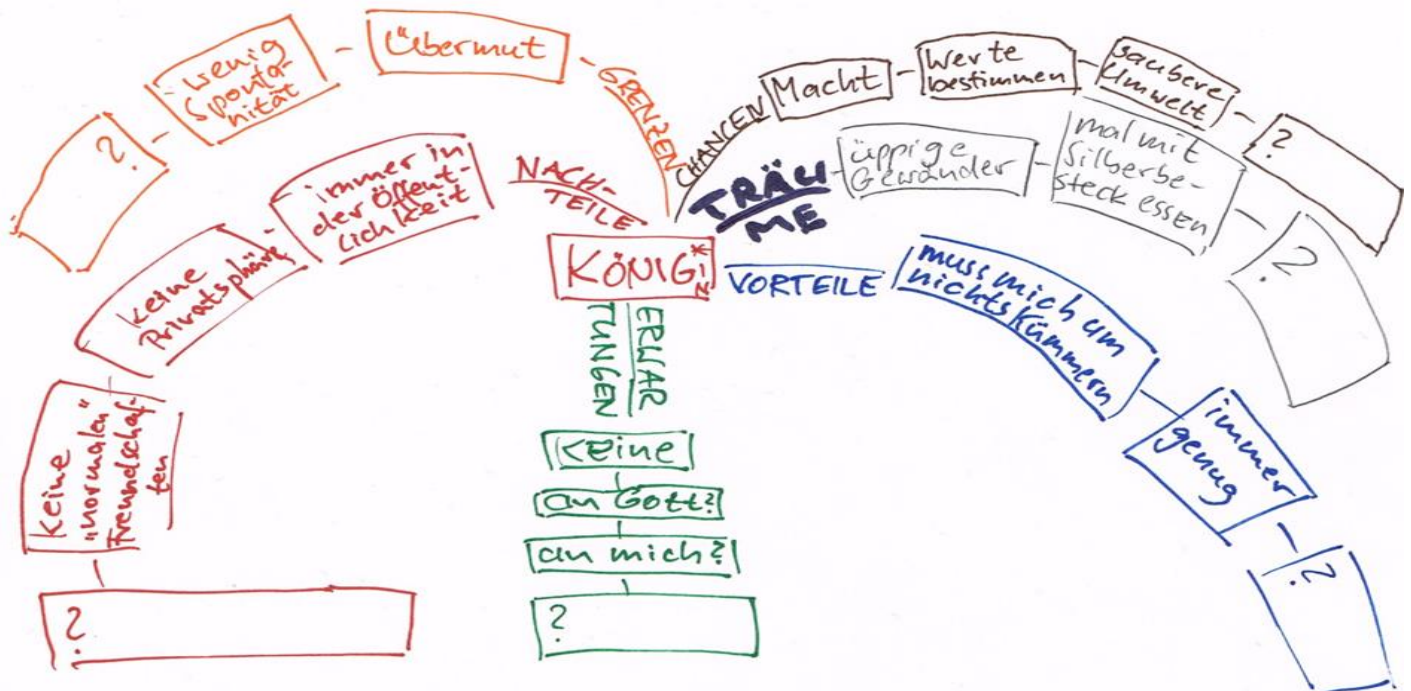 KÖNIG*IN
GRENZEN
Übermut
wenig
Sponta-
nität
?
CHANCEN
Macht
Werte
bestimmen
saubere
Umwelt
?
NACH-
TEILE
immer in
der Öffent-
lichkeit
keine
Privatsphäre
keine
"normalen"
Freundschaf-
ten
?
TRÄU
ME
üppige
Gewänder
mal mit
Silberbe-
steck essen
?
VORTEILE
muss mich um
nichts kümmern
immer
genug
?
ERWAR
TUNGEN
keine
an Gott?
an mich?
?